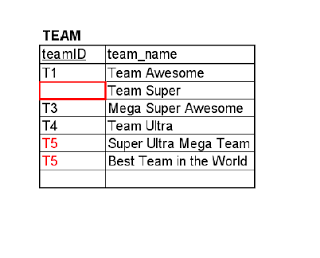 TEAM
teamID team_name
T1 Team Awesome
Team Super
T3 Mega Super Awesome
T4 Team Ultra
T5 Super Ultra Mega Team
T5 Best Team in the World